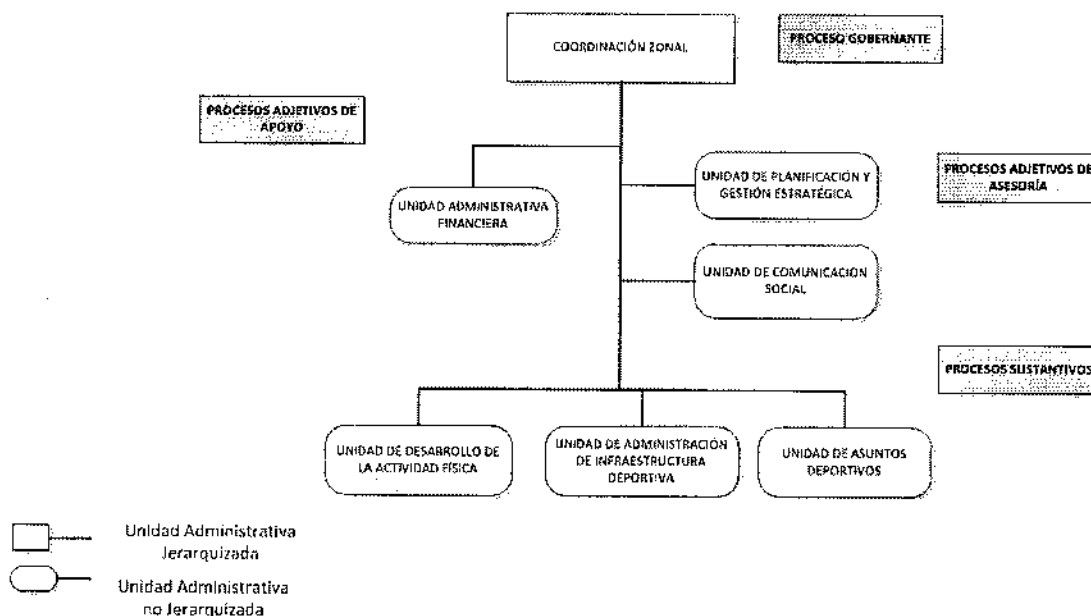 COORDINACIÓN ZONAL
PROCESO GOBERNANTE
PROCESOS ADJETIVOS DE
APOYO
UNIDAD DE PLANIFICACIÓN Y
GESTIÓN ESTRATÉGICA
PROCESOS ADJETIVOS DE
ASESORÍA
UNIDAD ADMINISTRATIVA
FINANCIERA
UNIDAD DE COMUNICACIÓN
SOCIAL
PROCESOS SUSTANTIVOS
UNIDAD DE DESARROLLO DE
LA ACTIVIDAD FÍSICA
UNIDAD DE ADMINISTRACIÓN
DE INFRAESTRUCTURA
DEPORTIVA
UNIDAD DE ASUNTOS
DEPORTIVOS
Unidad Administrativa
Jerarquizada
Unidad Administrativa
no Jerarquizada